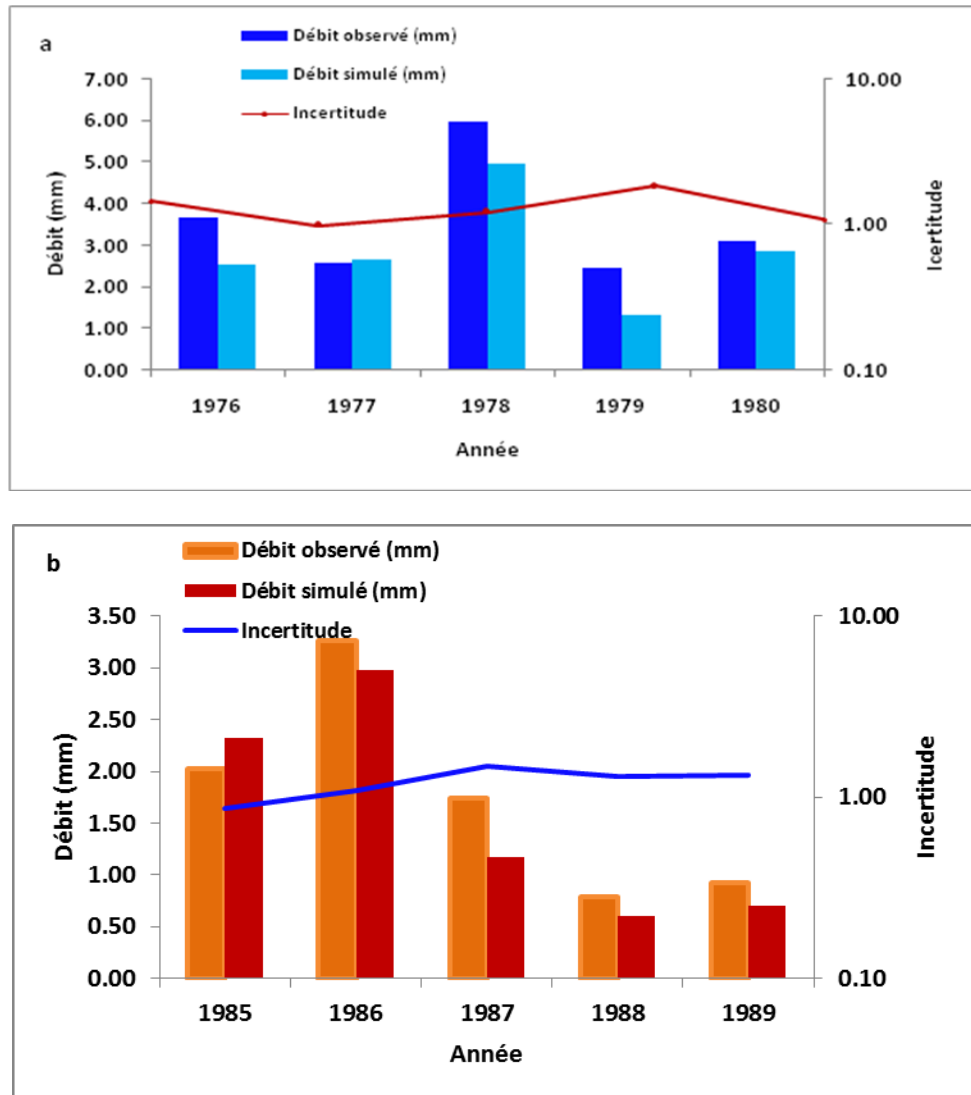 a
Débit observé (mm)
Débit simulé (mm)
Incertitude
7.00
6.00
5.00
4.00
3.00
2.00
1.00
0.00
Débit (mm)
10.00
1.00
0.10
Icertitude
1976 1977 1978 1979 1980
Année
b
Débit observé (mm)
Débit simulé (mm)
Incertitude
3.50
3.00
2.50
2.00
1.50
1.00
0.50
0.00
Débit (mm)
10.00
1.00
0.10
Incertitude
1985 1986 1987 1988 1989
Année